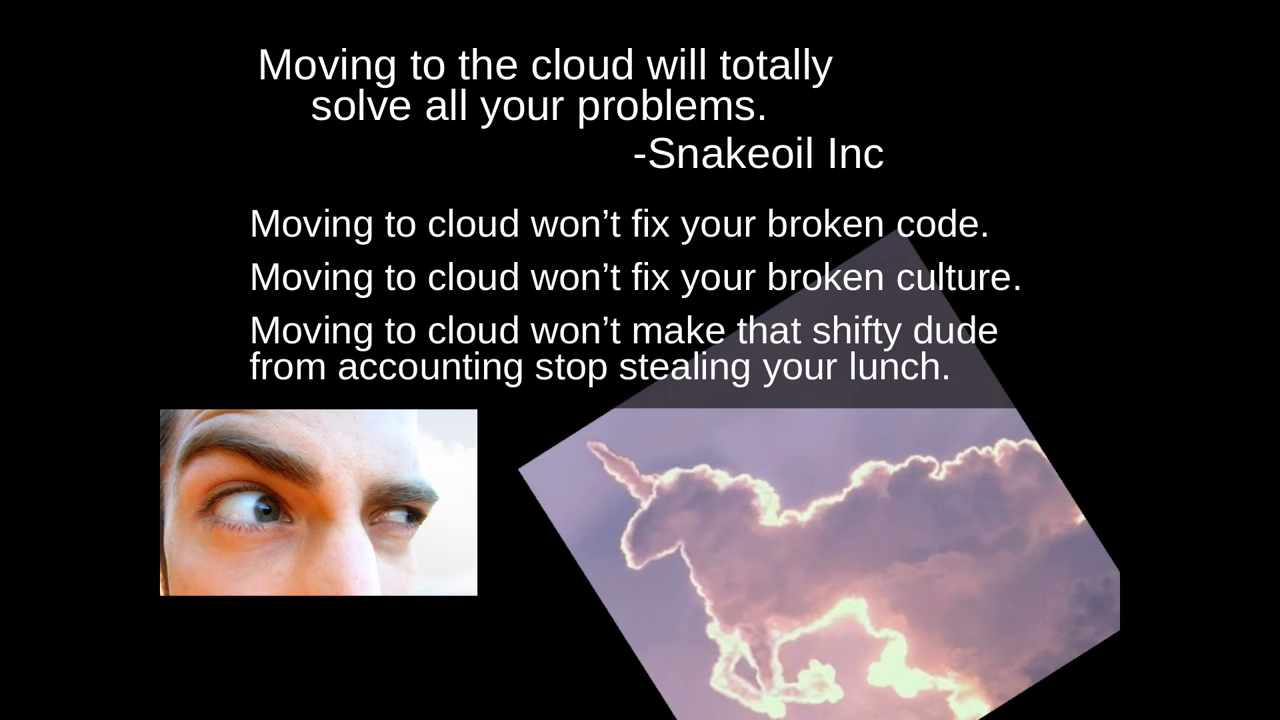 Moving to the cloud will totally
solve all your problems.
-Snakeoil Inc
Moving to cloud won’t fix your broken code.
Moving to cloud won’t fix your broken culture.
Moving to cloud won’t make that shifty dude
from accounting stop stealing your lunch.